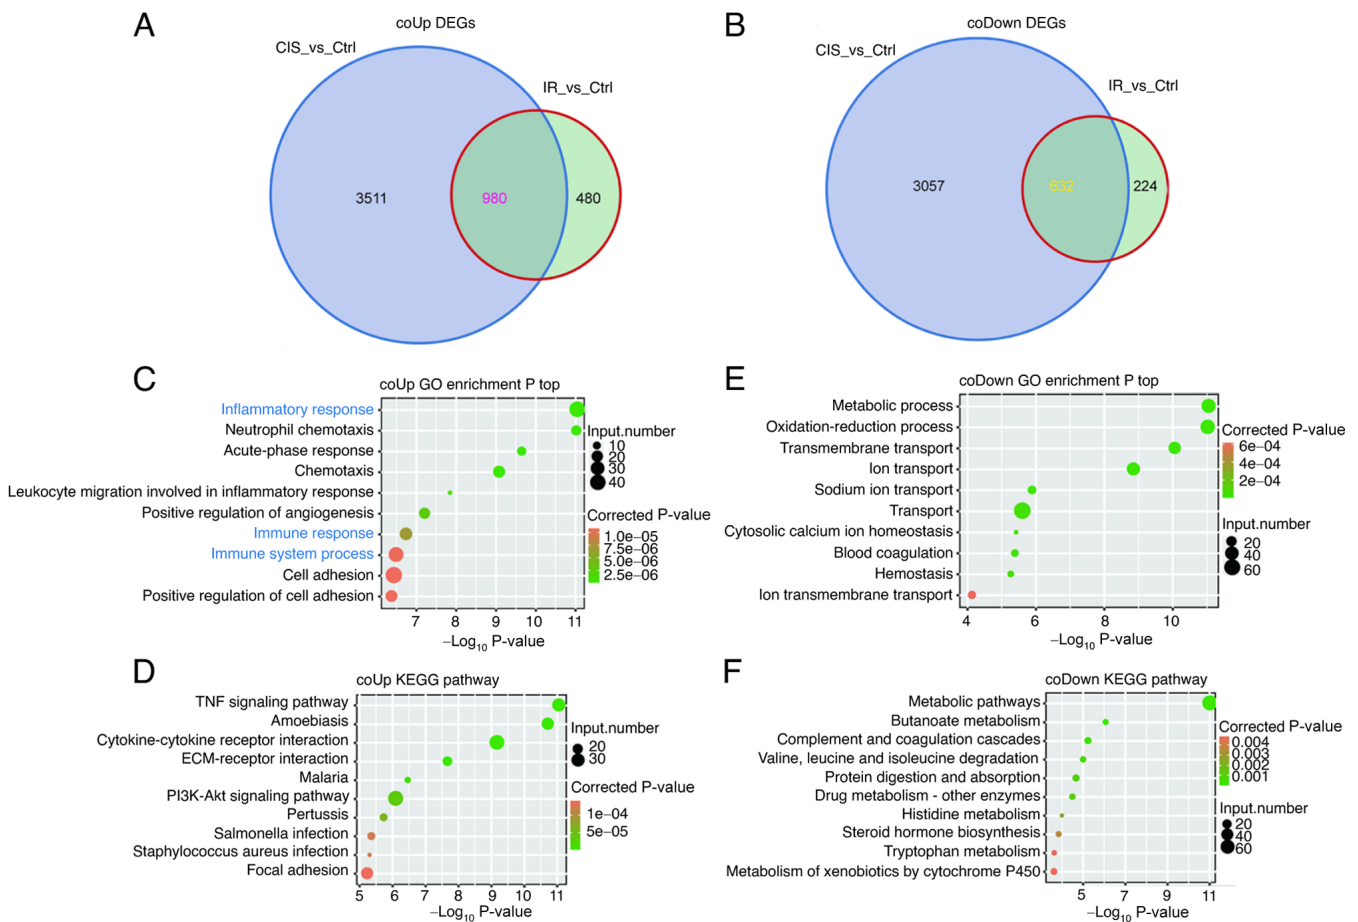 A
coUp DEGs
CIS_vs_Ctrl
IR_vs_Ctrl
3511
980
480
B
coDown DEGs
CIS_vs_Ctrl
IR_vs_Ctrl
3057
632
224
C
coUp GO enrichment P top
Inflammatory response
Neutrophil chemotaxis
Acute-phase response
Chemotaxis
Leukocyte migration involved in inflammatory response
Positive regulation of angiogenesis
Immune response
Immune system process
Cell adhesion
Positive regulation of cell adhesion
7 8 9 10 11
–Log10 P-value
Input.number
10
20
30
40
Corrected P-value
1.0e–05
7.5e–06
5.0e–06
2.5e–06
E
coDown GO enrichment P top
Metabolic process
Oxidation-reduction process
Transmembrane transport
Ion transport
Sodium ion transport
Transport
Cytosolic calcium ion homeostasis
Blood coagulation
Hemostasis
Ion transmembrane transport
4 6 8 10
–Log10 P-value
Corrected P-value
6e–04
4e–04
2e–04
Input.number
20
40
60
D
coUp KEGG pathway
TNF signaling pathway
Amoebiasis
Cytokine-cytokine receptor interaction
ECM-receptor interaction
Malaria
PI3K-Akt signaling pathway
Pertussis
Salmonella infection
Staphylococcus aureus infection
Focal adhesion
5 6 7 8 9 10 11
–Log10 P-value
Input.number
20
30
Corrected P-value
1e–04
5e–05
F
coDown KEGG pathway
Metabolic pathways
Butanoate metabolism
Complement and coagulation cascades
Valine, leucine and isoleucine degradation
Protein digestion and absorption
Drug metabolism - other enzymes
Histidine metabolism
Steroid hormone biosynthesis
Tryptophan metabolism
Metabolism of xenobiotics by cytochrome P450
5 7 9 11
–Log10 P-value
Corrected P-value
0.004
0.003
0.002
0.001
Input.number
20
40
60